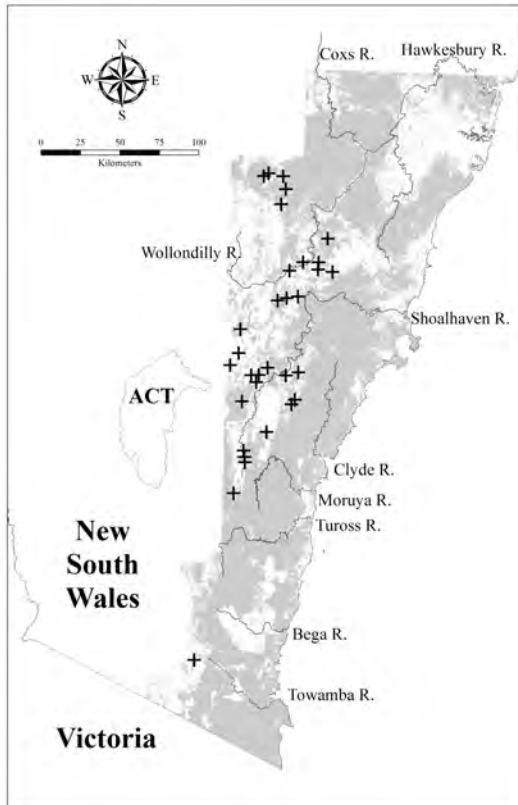 Coxs R.
Hawkesbury R.
N
W
E
S
0 25 50 75 100
Kilometers
Wollondilly R.
Shoalhaven R.
ACT
Clyde R.
Moruya R.
Tuross R.
New
South
Wales
Bega R.
Towamba R.
Victoria